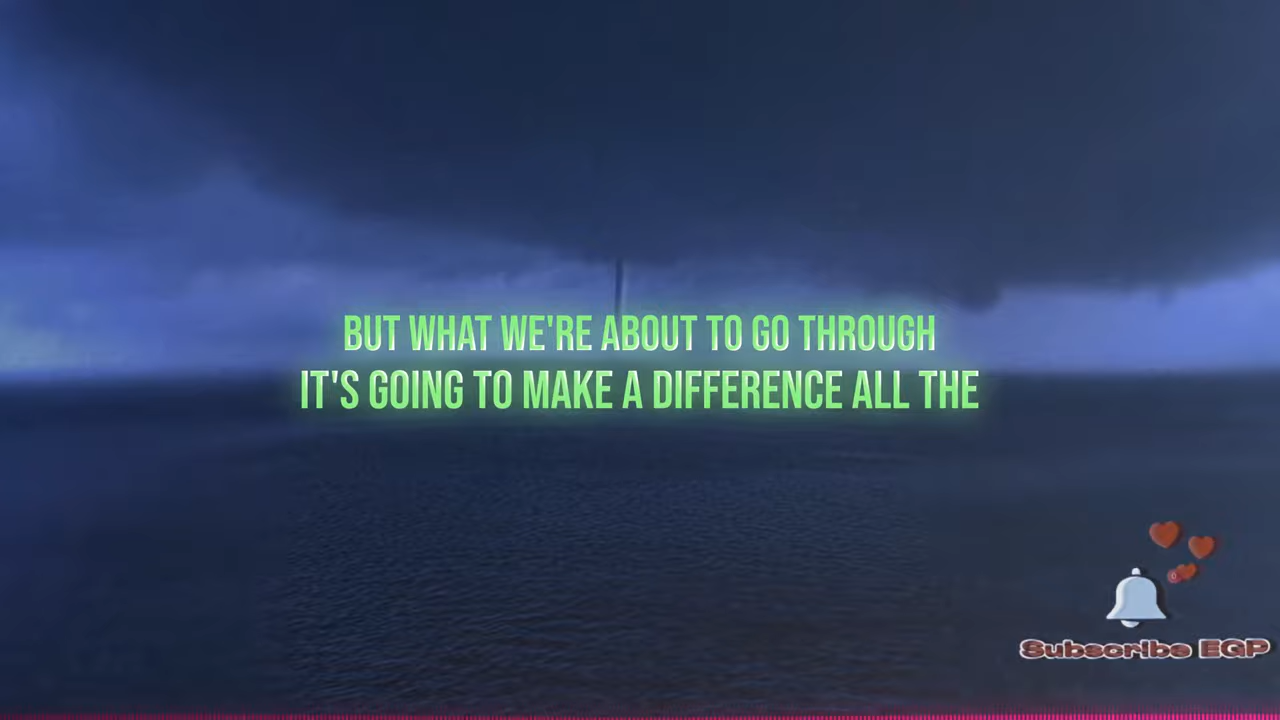 BUT WHAT WE'RE ABOUT TO GO THROUGH
IT'S GOING TO MAKE A DIFFERENCE ALL THE
Subscribe EGP